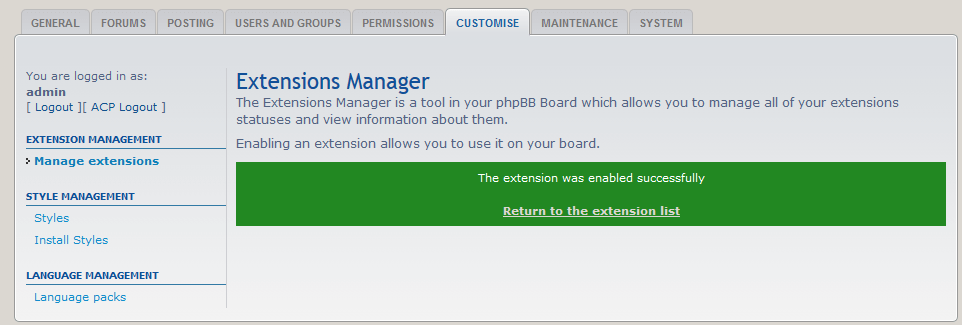 GENERAL FORUMS POSTING USERS AND GROUPS PERMISSIONS CUSTOMISE MAINTENANCE SYSTEM
You are logged in as:
admin
[ Logout ][ ACP Logout ]
EXTENSION MANAGEMENT
Manage extensions
STYLE MANAGEMENT
Styles
Install Styles
LANGUAGE MANAGEMENT
Language packs
Extensions Manager
The Extensions Manager is a tool in your phpBB Board which allows you to manage all of your extensions
statuses and view information about them.
Enabling an extension allows you to use it on your board.
The extension was enabled successfully
Return to the extension list